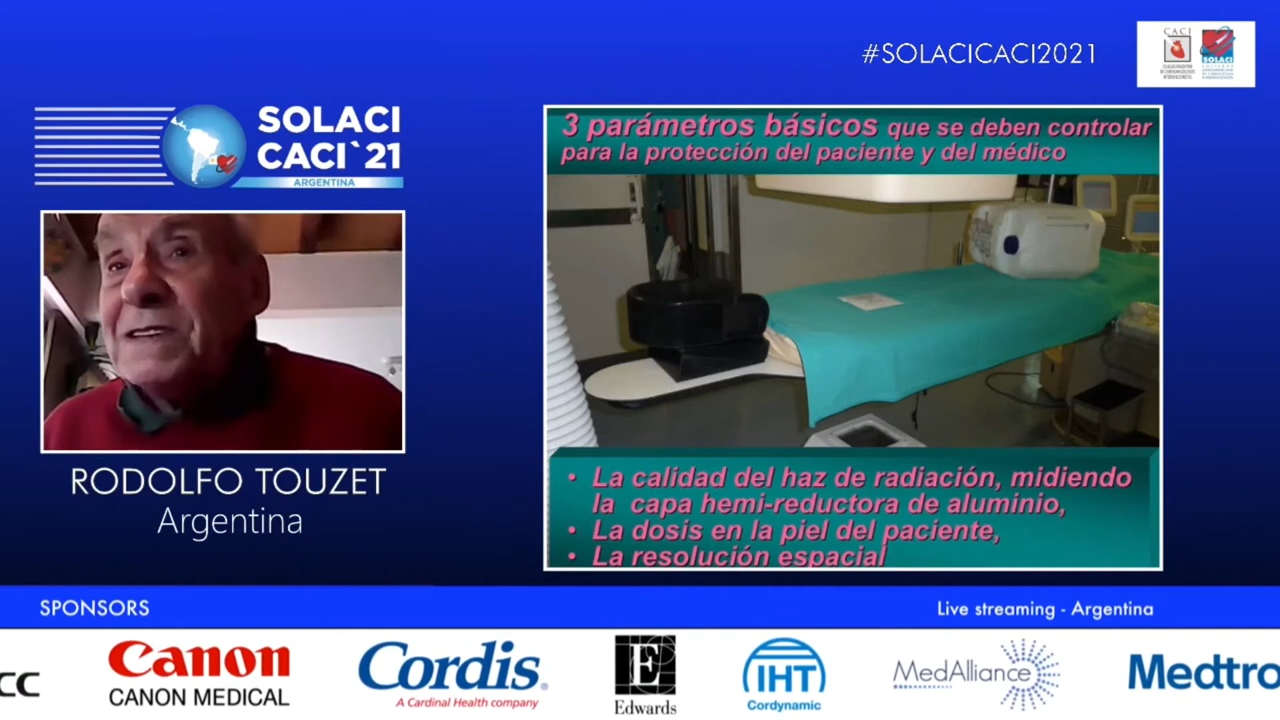 #SOLACICACI2021
CACI
SOLACI
SOLACI
CACI`21
ARGENTINA
3 parámetros básicos que se deben controlar
para la protección del paciente y del médico
RODOLFO TOUZET
Argentina
• La calidad del haz de radiación, midiendo
la capa hemi-reductora de aluminio,
• La dosis en la piel del paciente,
• La resolución espacial
SPONSORS
Live streaming - Argentina
CC
Canon
CANON MEDICAL
Cordis
A Cardinal Health company
E
Edwards
IHT
Cordynamic
MedAlliance
Medtro